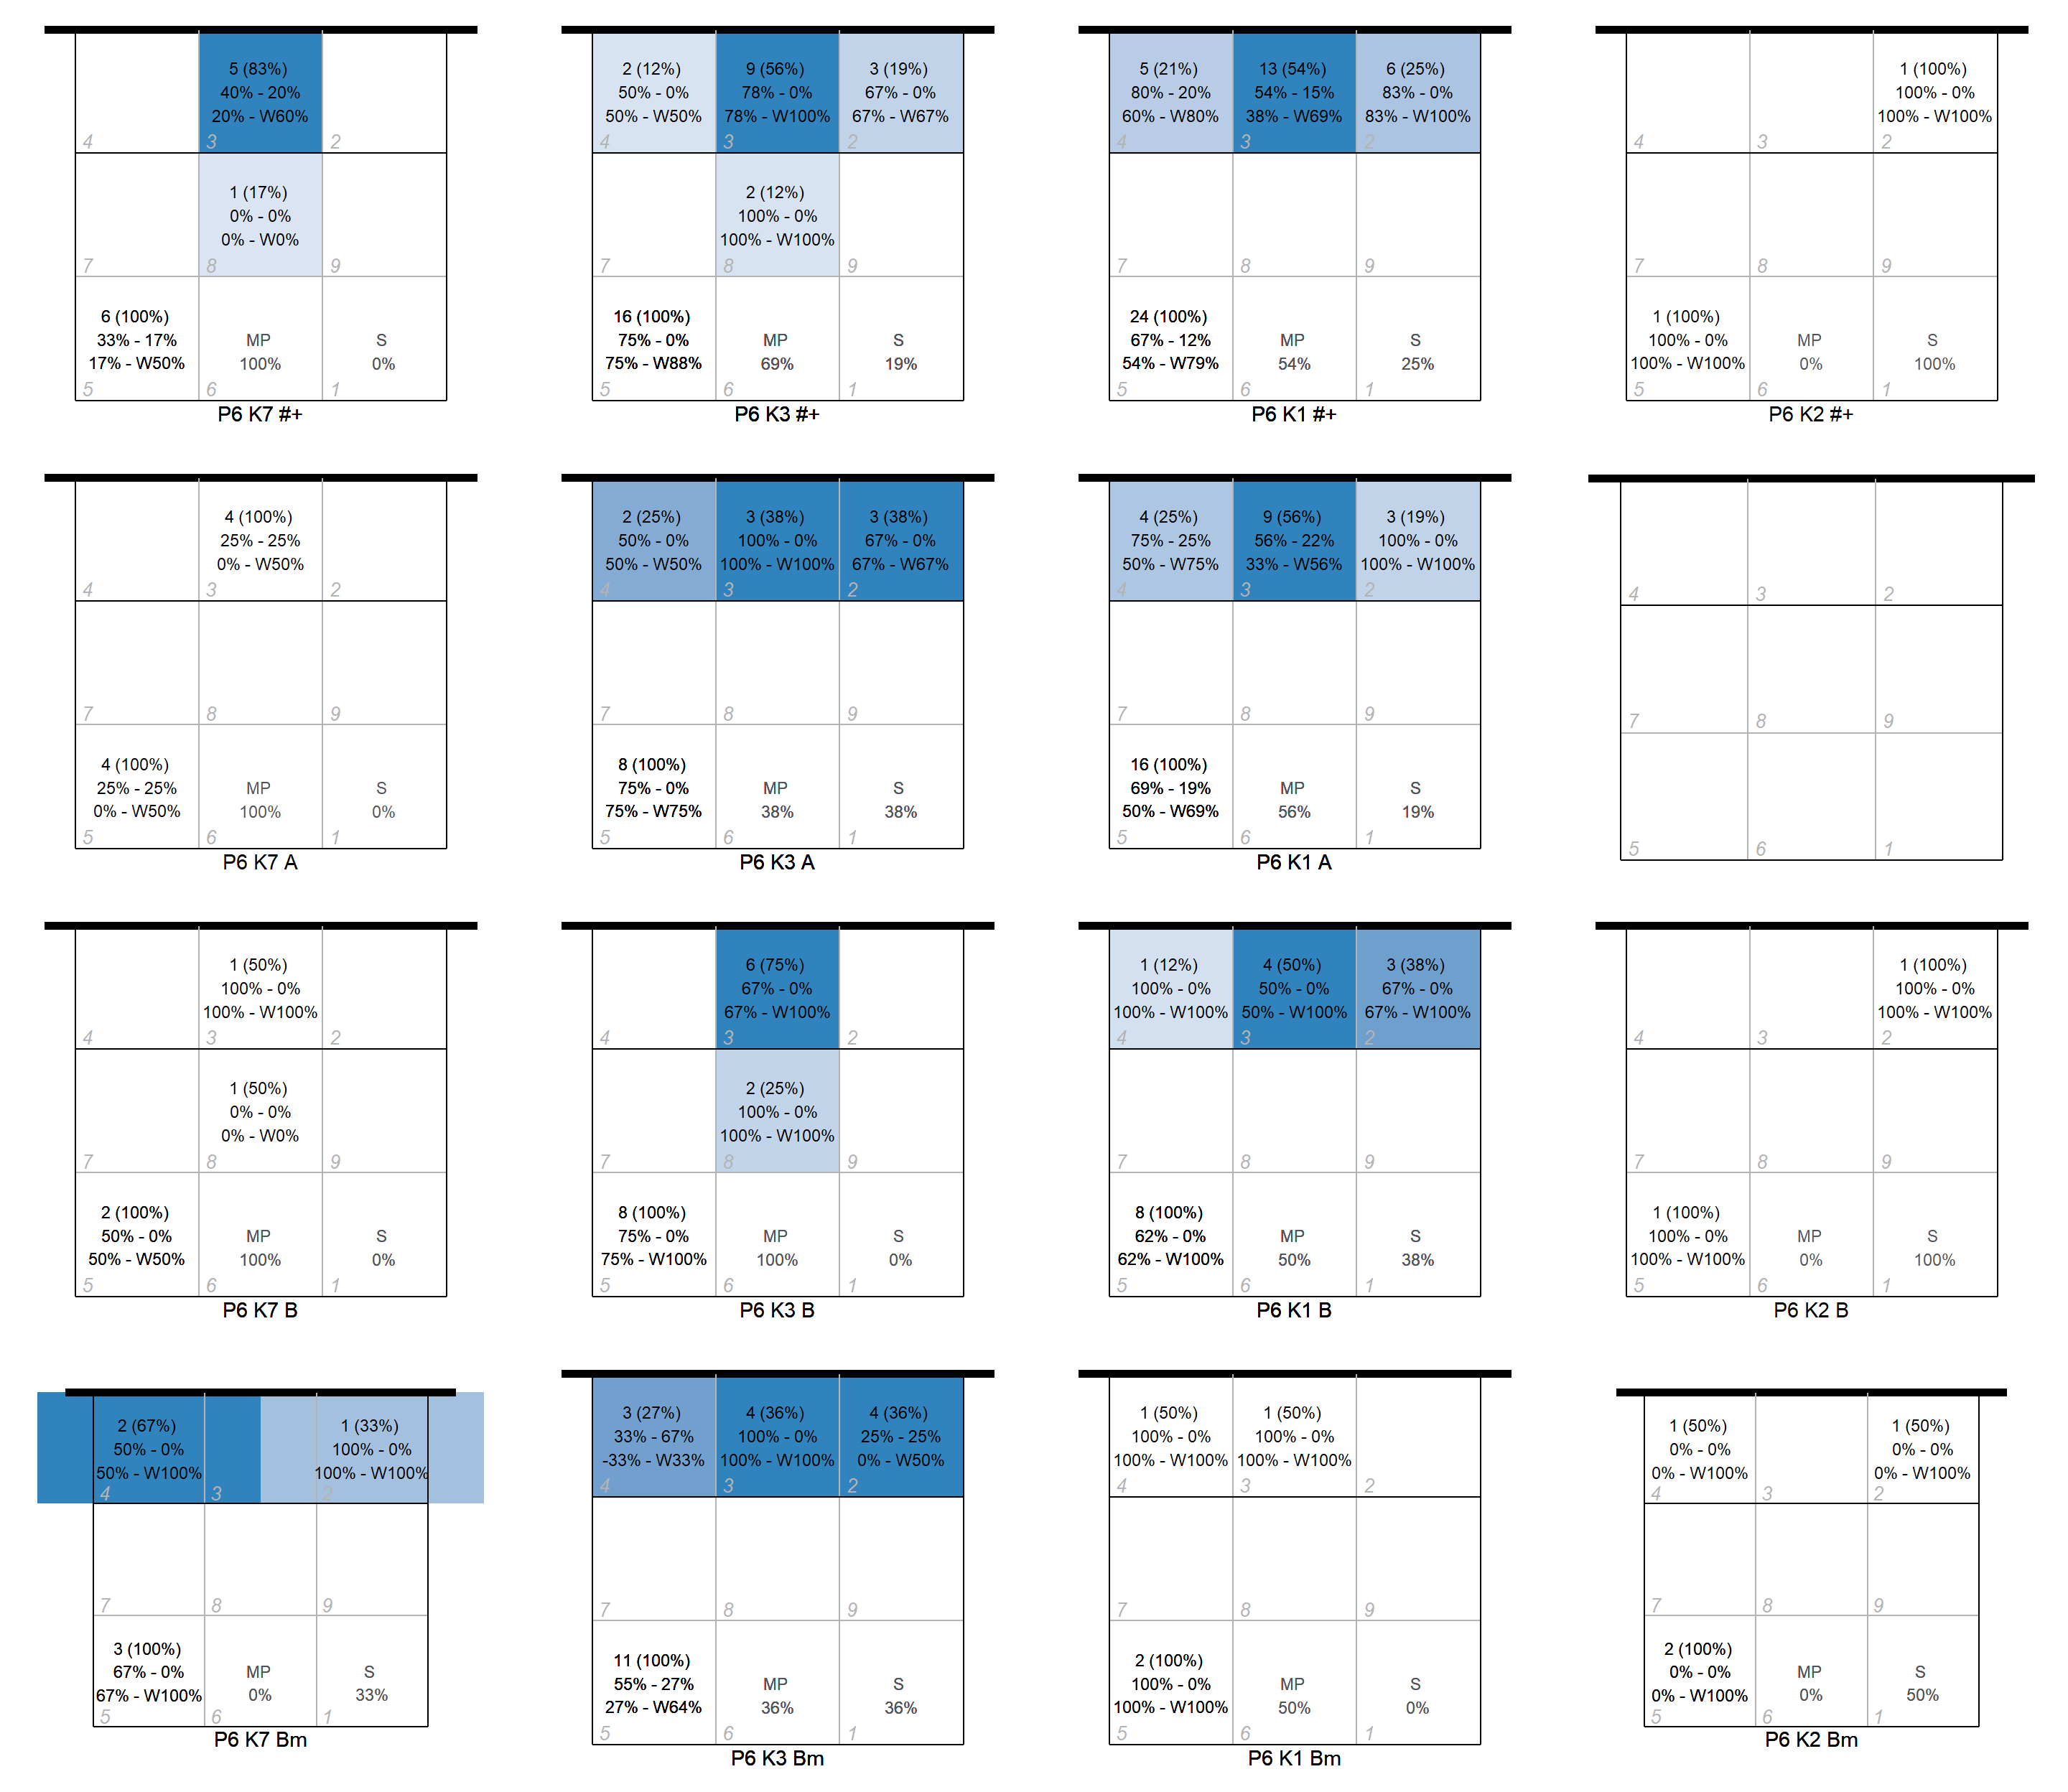 5 (83%)
40% - 20%
20% - W60%
4
3
2
1 (17%)
0% - 0%
0% - W0%
7
8
9
6 (100%)
33% - 17%
17% - W50%
MP
100%
S
0%
5
6
1
P6 K7 #+
2 (12%)
50% - 0%
50% - W50%
9 (56%)
78% - 0%
78% - W100%
3 (19%)
67% - 0%
67% - W67%
4
3
2
2 (12%)
100% - 0%
100% - W100%
7
8
9
16 (100%)
75% - 0%
75% - W88%
MP
69%
S
19%
5
6
1
P6 K3 #+
5 (21%)
80% - 20%
60% - W80%
13 (54%)
54% - 15%
38% - W69%
6 (25%)
83% - 0%
83% - W100%
4
3
2
7
8
9
24 (100%)
67% - 12%
54% - W79%
MP
54%
S
25%
5
6
1
P6 K1 #+
1 (100%)
100% - 0%
100% - W100%
4
3
2
7
8
9
1 (100%)
100% - 0%
100% - W100%
MP
0%
S
100%
5
6
1
P6 K2 #+
4 (100%)
25% - 25%
0% - W50%
4
3
2
7
8
9
4 (100%)
25% - 25%
0% - W50%
MP
100%
S
0%
5
6
1
P6 K7 A
2 (25%)
50% - 0%
50% - W50%
3 (38%)
100% - 0%
100% - W100%
3 (38%)
67% - 0%
67% - W67%
4
3
2
7
8
9
8 (100%)
75% - 0%
75% - W75%
MP
38%
S
38%
5
6
1
P6 K3 A
4 (25%)
75% - 25%
50% - W75%
9 (56%)
56% - 22%
33% - W56%
3 (19%)
100% - 0%
100% - W100%
4
3
2
7
8
9
16 (100%)
69% - 19%
50% - W69%
MP
56%
S
19%
5
6
1
P6 K1 A
4
3
2
7
8
9
5
6
1
1 (50%)
100% - 0%
100% - W100%
4
3
2
1 (50%)
0% - 0%
0% - W0%
7
8
9
2 (100%)
50% - 0%
50% - W50%
MP
100%
S
0%
5
6
1
P6 K7 B
6 (75%)
67% - 0%
67% - W100%
4
3
2
2 (25%)
100% - 0%
100% - W100%
7
8
9
8 (100%)
75% - 0%
75% - W100%
MP
100%
S
0%
5
6
1
P6 K3 B
1 (12%)
100% - 0%
100% - W100%
4 (50%)
50% - 0%
50% - W100%
3 (38%)
67% - 0%
67% - W100%
4
3
2
7
8
9
8 (100%)
62% - 0%
62% - W100%
MP
50%
S
38%
5
6
1
P6 K1 B
1 (100%)
100% - 0%
100% - W100%
4
3
2
7
8
9
1 (100%)
100% - 0%
100% - W100%
MP
0%
S
100%
5
6
1
P6 K2 B
2 (67%)
50% - 0%
50% - W100%
1 (33%)
100% - 0%
100% - W100%
4
3
2
7
8
9
3 (100%)
67% - 0%
67% - W100%
MP
0%
S
33%
5
6
1
P6 K7 Bm
3 (27%)
33% - 67%
-33% - W33%
4 (36%)
100% - 0%
100% - W100%
4 (36%)
25% - 25%
0% - W50%
4
3
2
7
8
9
11 (100%)
55% - 27%
27% - W64%
MP
36%
S
36%
5
6
1
P6 K3 Bm
1 (50%)
100% - 0%
100% - W100%
1 (50%)
100% - 0%
100% - W100%
4
3
2
7
8
9
2 (100%)
100% - 0%
100% - W100%
MP
50%
S
0%
5
6
1
P6 K1 Bm
1 (50%)
0% - 0%
0% - W100%
1 (50%)
0% - 0%
0% - W100%
4
3
2
7
8
9
2 (100%)
0% - 0%
0% - W100%
MP
0%
S
50%
5
6
1
P6 K2 Bm